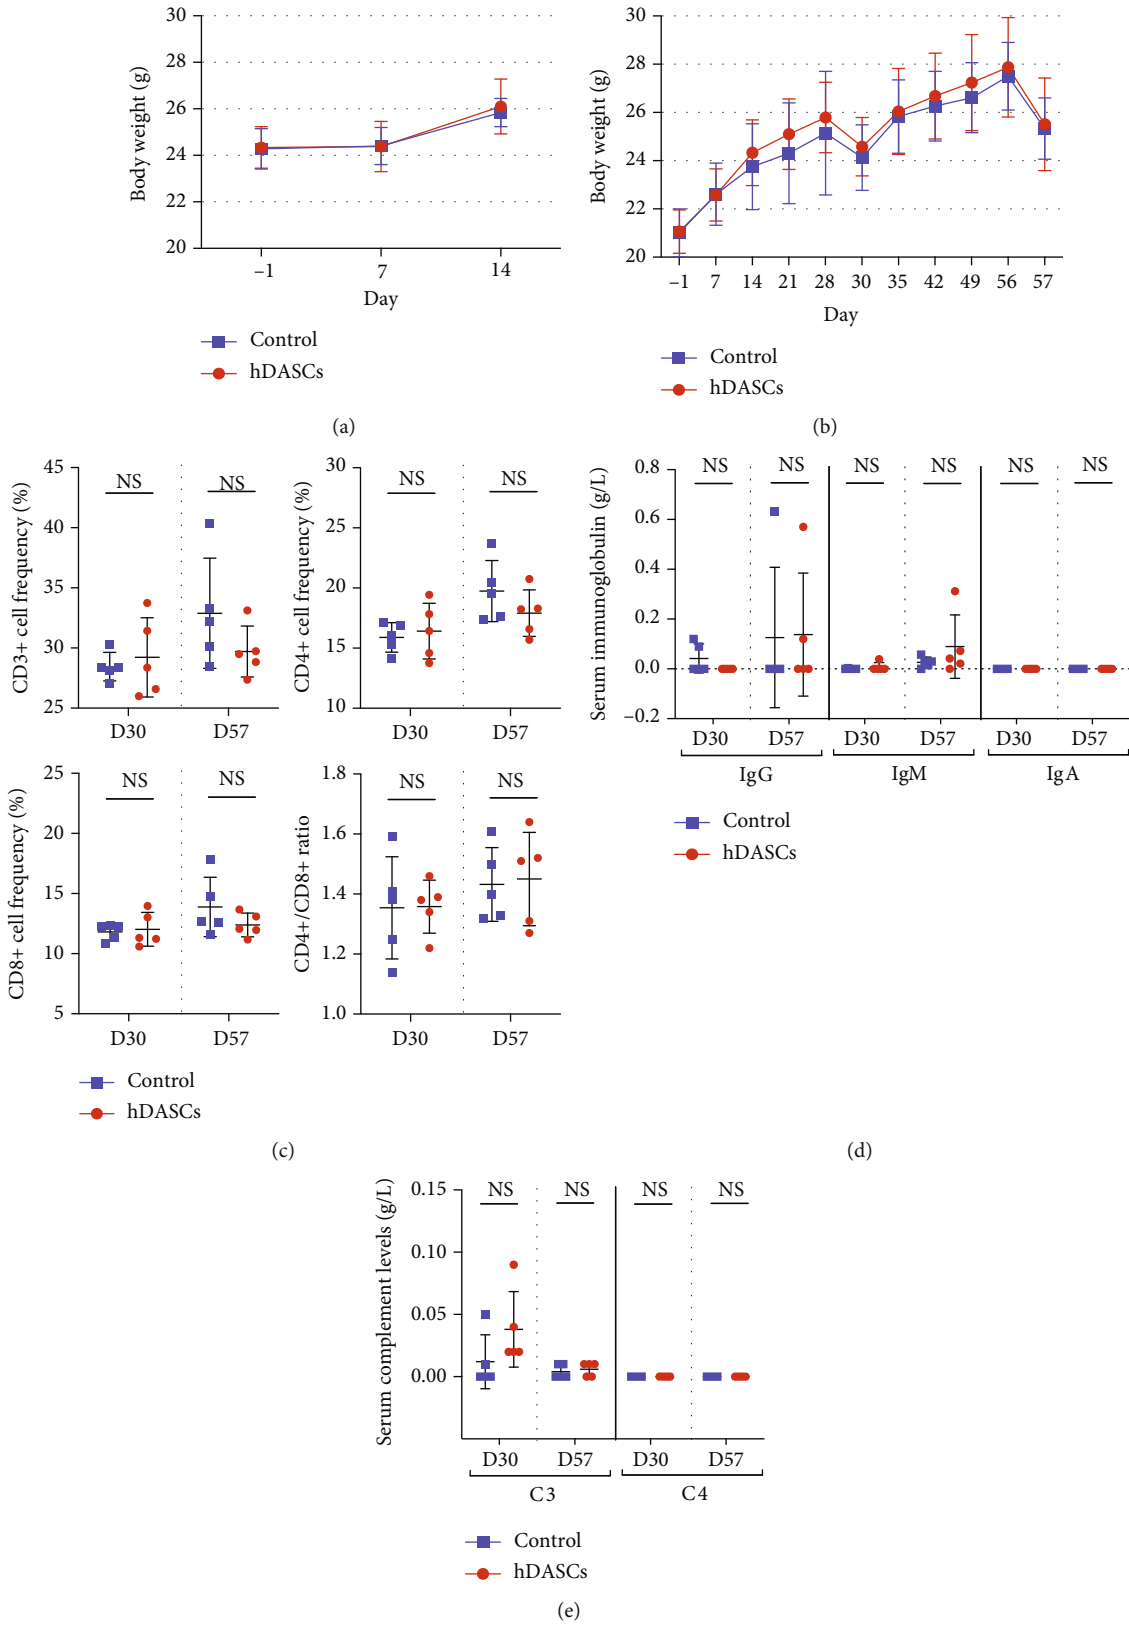 30
28
26
24
22
20
Body weight (g)
–1
7
14
Day
Control
hDASCs
(a)
30
28
26
24
22
20
Body weight (g)
–1
7
14
21
28
30
35
42
49
56
57
Day
Control
hDASCs
(b)
45
40
35
30
25
CD3+ cell frequency (%)
NS
NS
D30
D57
30
25
20
15
10
CD4+ cell frequency (%)
NS
NS
D30
D57
25
20
15
10
5
CD8+ cell frequency (%)
NS
NS
D30
D57
1.8
1.6
1.4
1.2
1.0
CD4+/CD8+ ratio
NS
NS
D30
D57
Control
hDASCs
(c)
0.8
0.6
0.4
0.2
0.0
–0.2
Serum immunoglobulin (g/L)
NS
NS
NS
NS
NS
NS
D30
D57
D30
D57
D30
D57
IgG
IgM
IgA
Control
hDASCs
(d)
0.15
0.10
0.05
0.00
Serum complement levels (g/L)
NS
NS
NS
NS
D30
D57
D30
D57
C3
C4
Control
hDASCs
(e)